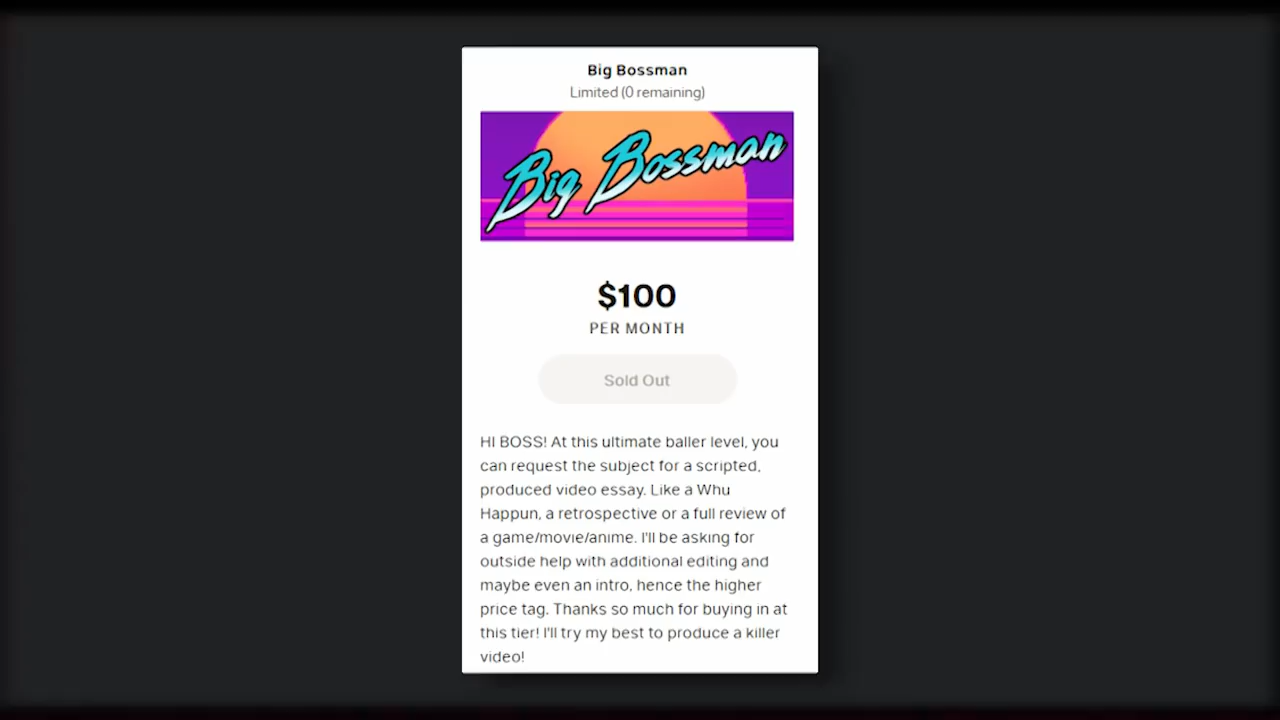 Big Bossman
Limited (0 remaining)
Big Bossman
$100
PER MONTH
Sold Out
HI BOSS! At this ultimate baller level, you
can request the subject for a scripted,
produced video essay. Like a Whu
Happun, a retrospective or a full review of
a game/movie/anime. I'll be asking for
outside help with additional editing and
maybe even an intro, hence the higher
price tag. Thanks so much for buying in at
this tier! I'll try my best to produce a killer
video!